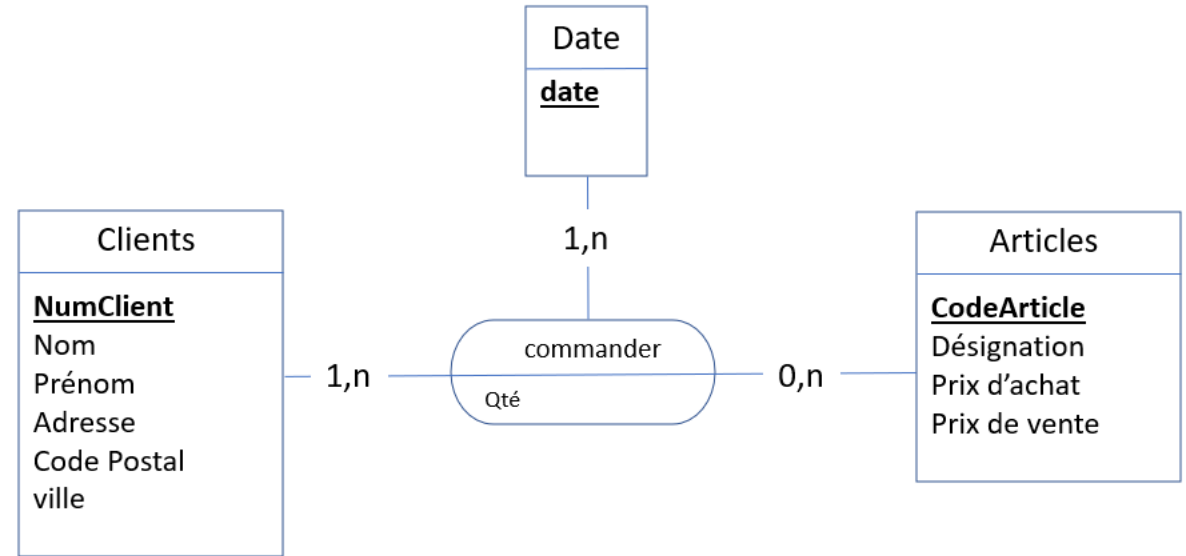 Date
date
1,n
Clients
NumClient
Nom
Prénom
Adresse
Code Postal
ville
1,n
commander
Qté
0,n
Articles
CodeArticle
Désignation
Prix d’achat
Prix de vente